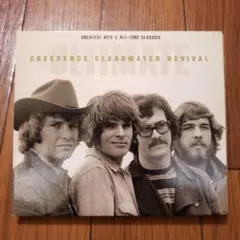 GREATEST HITS & ALL-TIME CLASSICS
ULTIMATE
CREEDENCE CLEARWATER REVIVAL